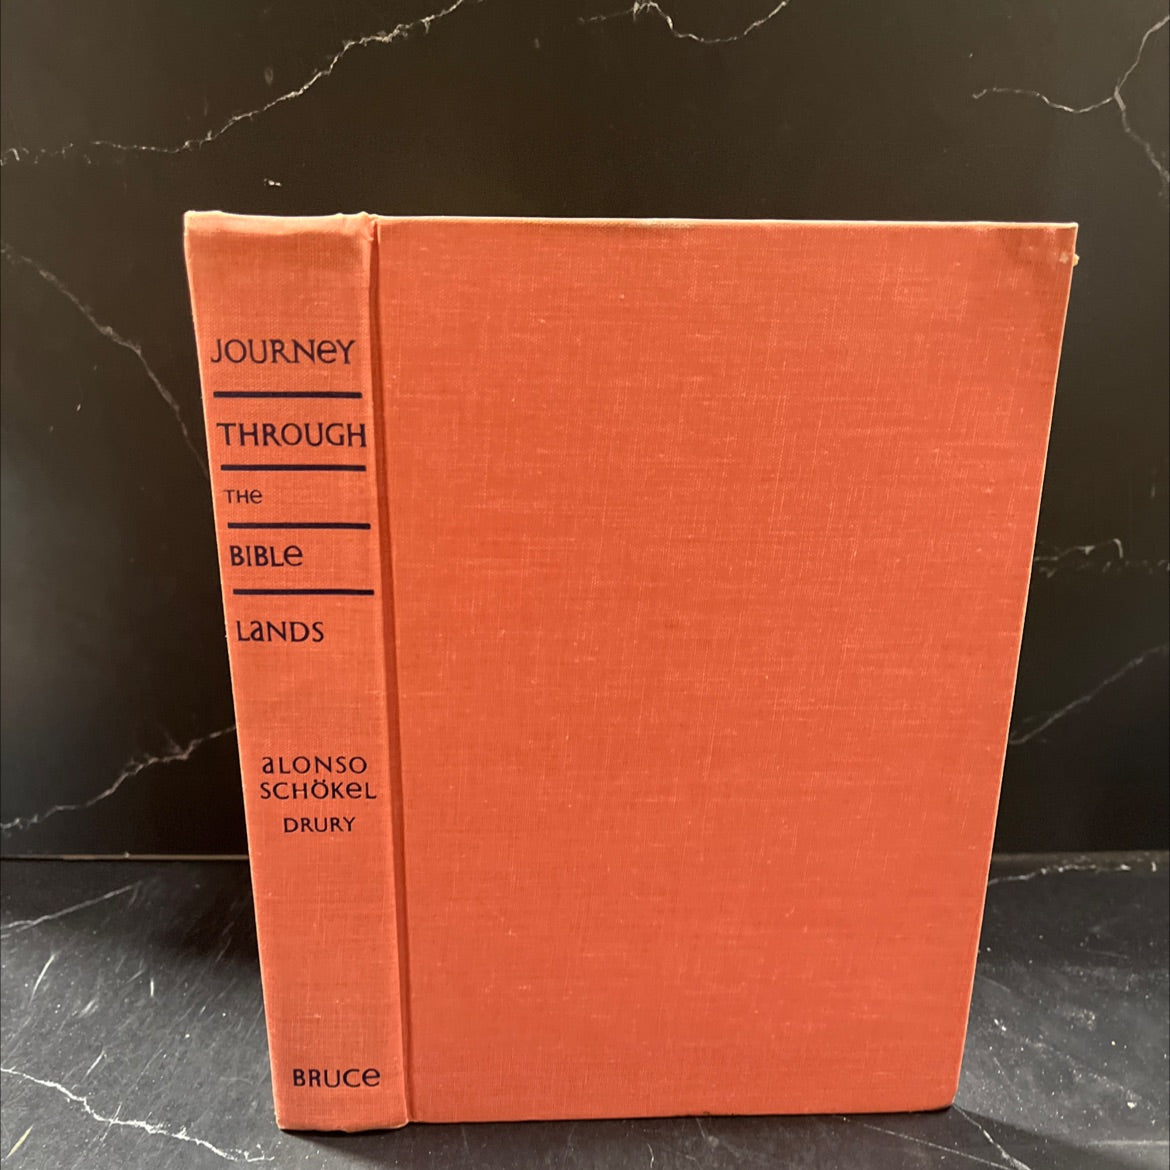 JOURNeY
THROUGH
THe
BIBLe
LaNDS
aLONSO
SCHÖKeL
DRURY
BRUCe